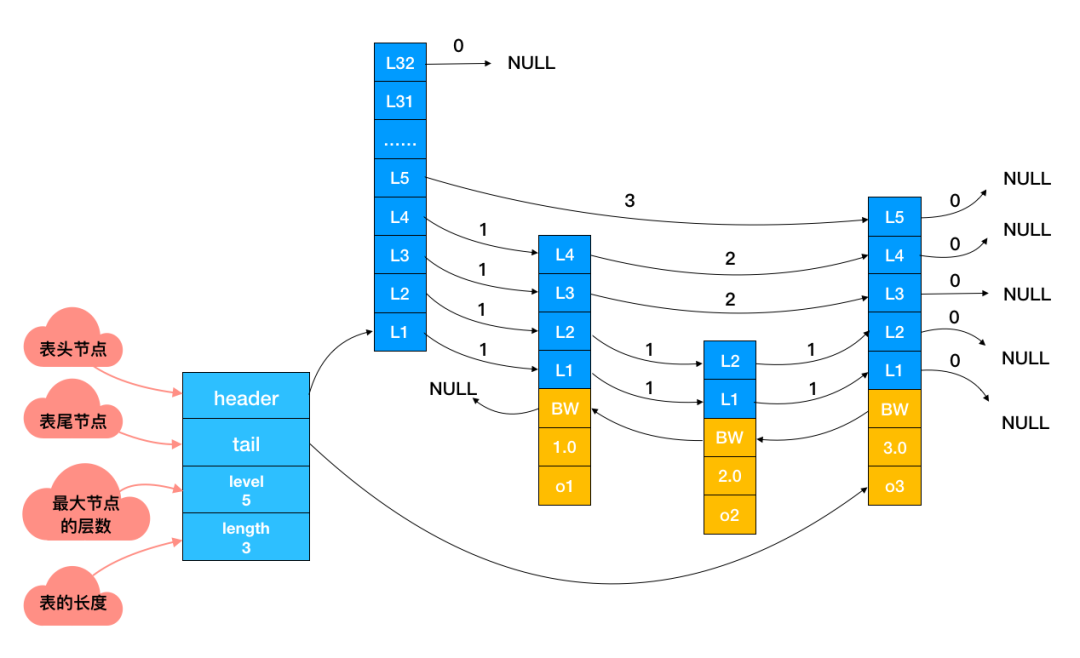 0
L32
NULL
L31
......
L5
L4
L3
L2
L1
3
1
1
1
1
L4
L3
L2
L1
BW
1.0
o1
NULL
2
2
1
1
L2
L1
BW
2.0
o2
1
1
L5
L4
L3
L2
L1
BW
3.0
o3
0
NULL
0
NULL
0
NULL
0
NULL
0
NULL
表头节点
表尾节点
最大节点
的层数
表的长度
header
tail
level
5
length
3